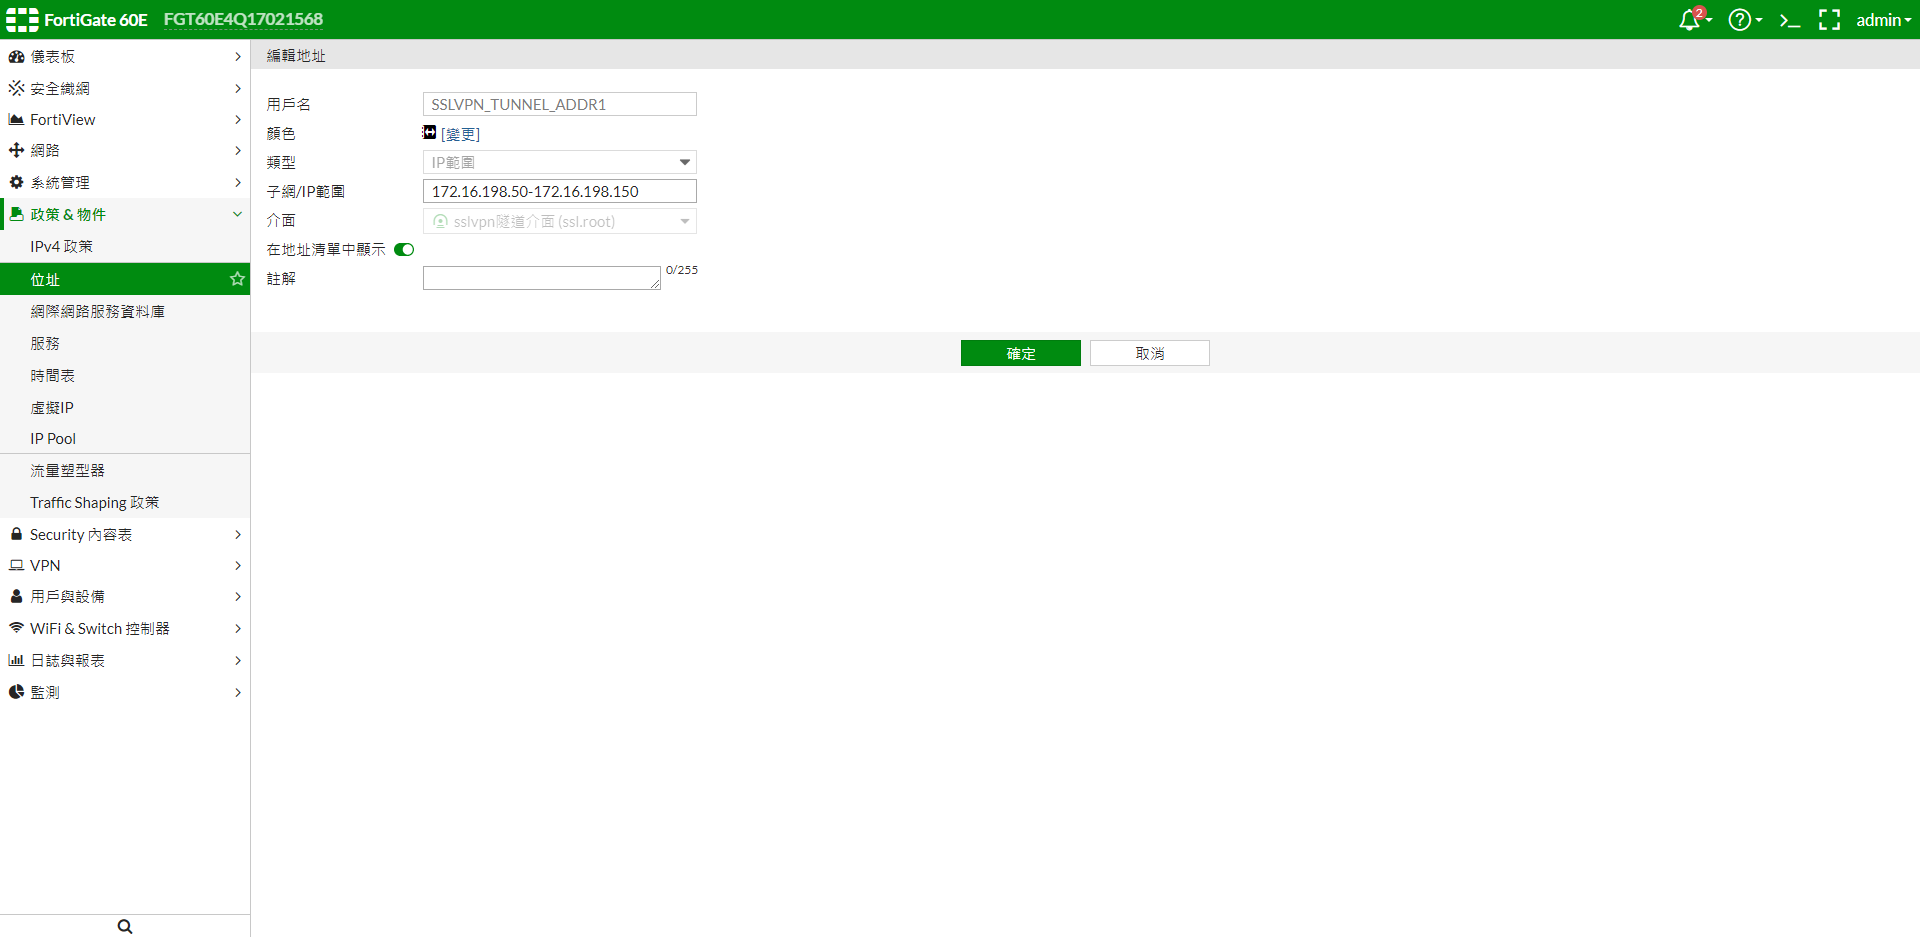 FortiGate 60E FGT60E4Q17021568
2
admin
儀表板
安全織網
FortiView
網路
系統管理
政策 & 物件
IPv4 政策
位址
網際網路服務資料庫
服務
時間表
虛擬IP
IP Pool
流量塑型器
Traffic Shaping 政策
Security 內容表
VPN
用戶與設備
WiFi & Switch 控制器
日誌與報表
監測
編輯地址
用戶名 SSLVPN_TUNNEL_ADDR1
顏色 [變更]
類型 IP範圍
子網/IP範圍 172.16.198.50-172.16.198.150
介面 sslvpn隧道介面 (ssl.root)
在地址清單中顯示
註解 0/255
確定 取消